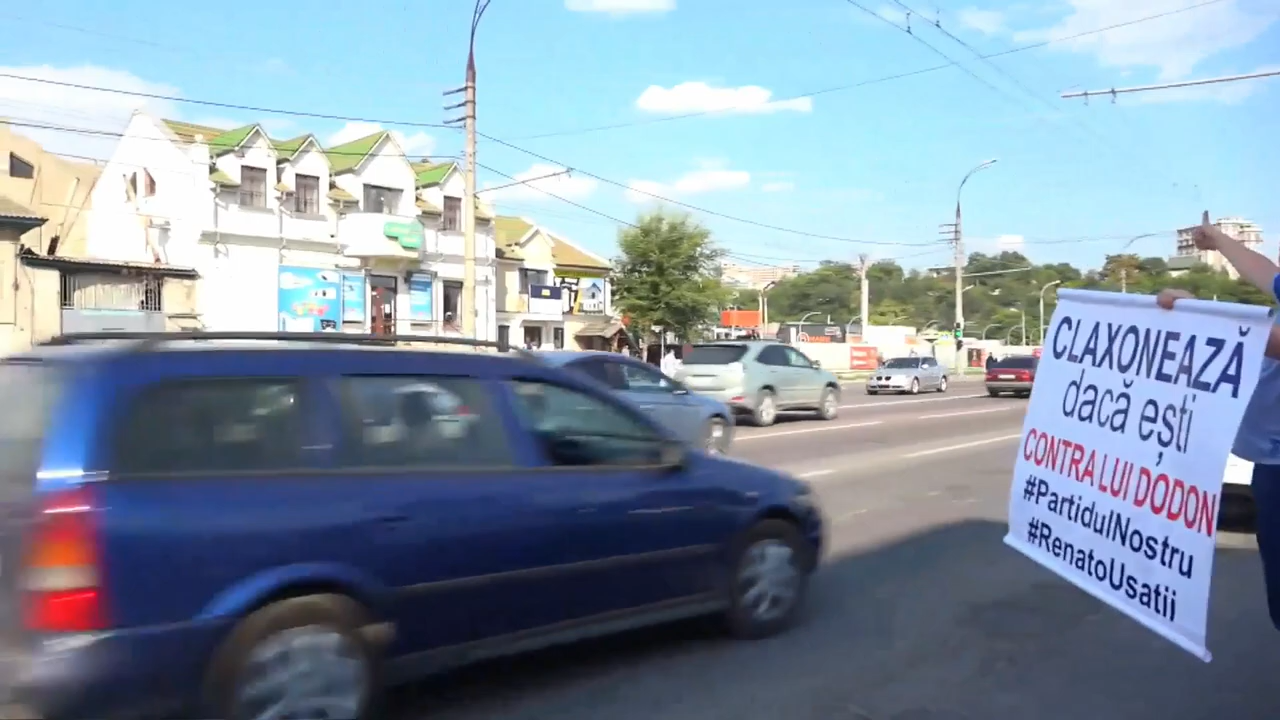 CLAXONEAZĂ
dacă ești
CONTRA LUI DODON
#PartidulNostru
#RenatoUsatii